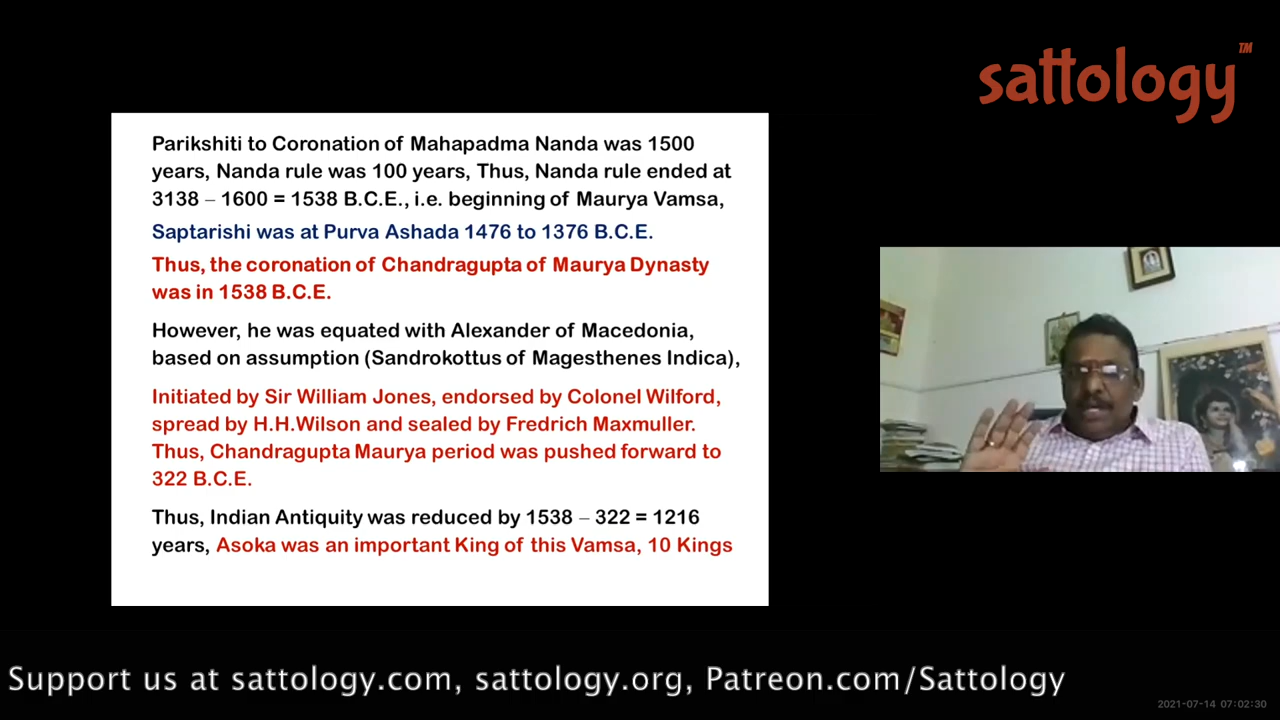 sattology™
Parikshiti to Coronation of Mahapadma Nanda was 1500
years, Nanda rule was 100 years, Thus, Nanda rule ended at
3138 – 1600 = 1538 B.C.E., i.e. beginning of Maurya Vamsa,
Saptarishi was at Purva Ashada 1476 to 1376 B.C.E.
Thus, the coronation of Chandragupta of Maurya Dynasty
was in 1538 B.C.E.
However, he was equated with Alexander of Macedonia,
based on assumption (Sandrokottus of Magesthenes Indica),
Initiated by Sir William Jones, endorsed by Colonel Wilford,
spread by H.H.Wilson and sealed by Fredrich Maxmuller.
Thus, Chandragupta Maurya period was pushed forward to
322 B.C.E.
Thus, Indian Antiquity was reduced by 1538 – 322 = 1216
years, Asoka was an important King of this Vamsa, 10 Kings
Support us at sattology.com, sattology.org, Patreon.com/Sattology
2021-07-14 07:02:30